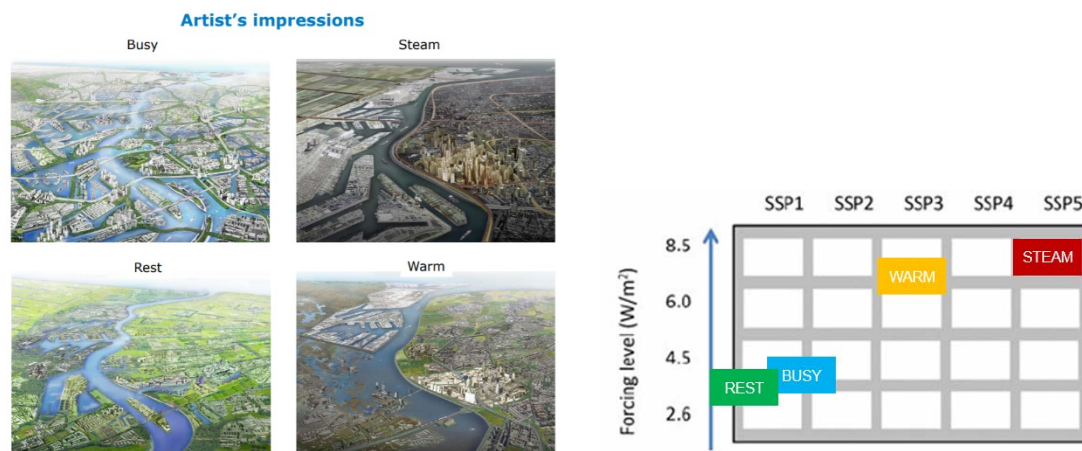 Artist's impressions
Busy
Steam
Rest
Warm
SSP1 SSP2 SSP3 SSP4 SSP5
Forcing level (W/m²)
8.5
6.0
4.5
2.6
STEAM
WARM
BUSY
REST